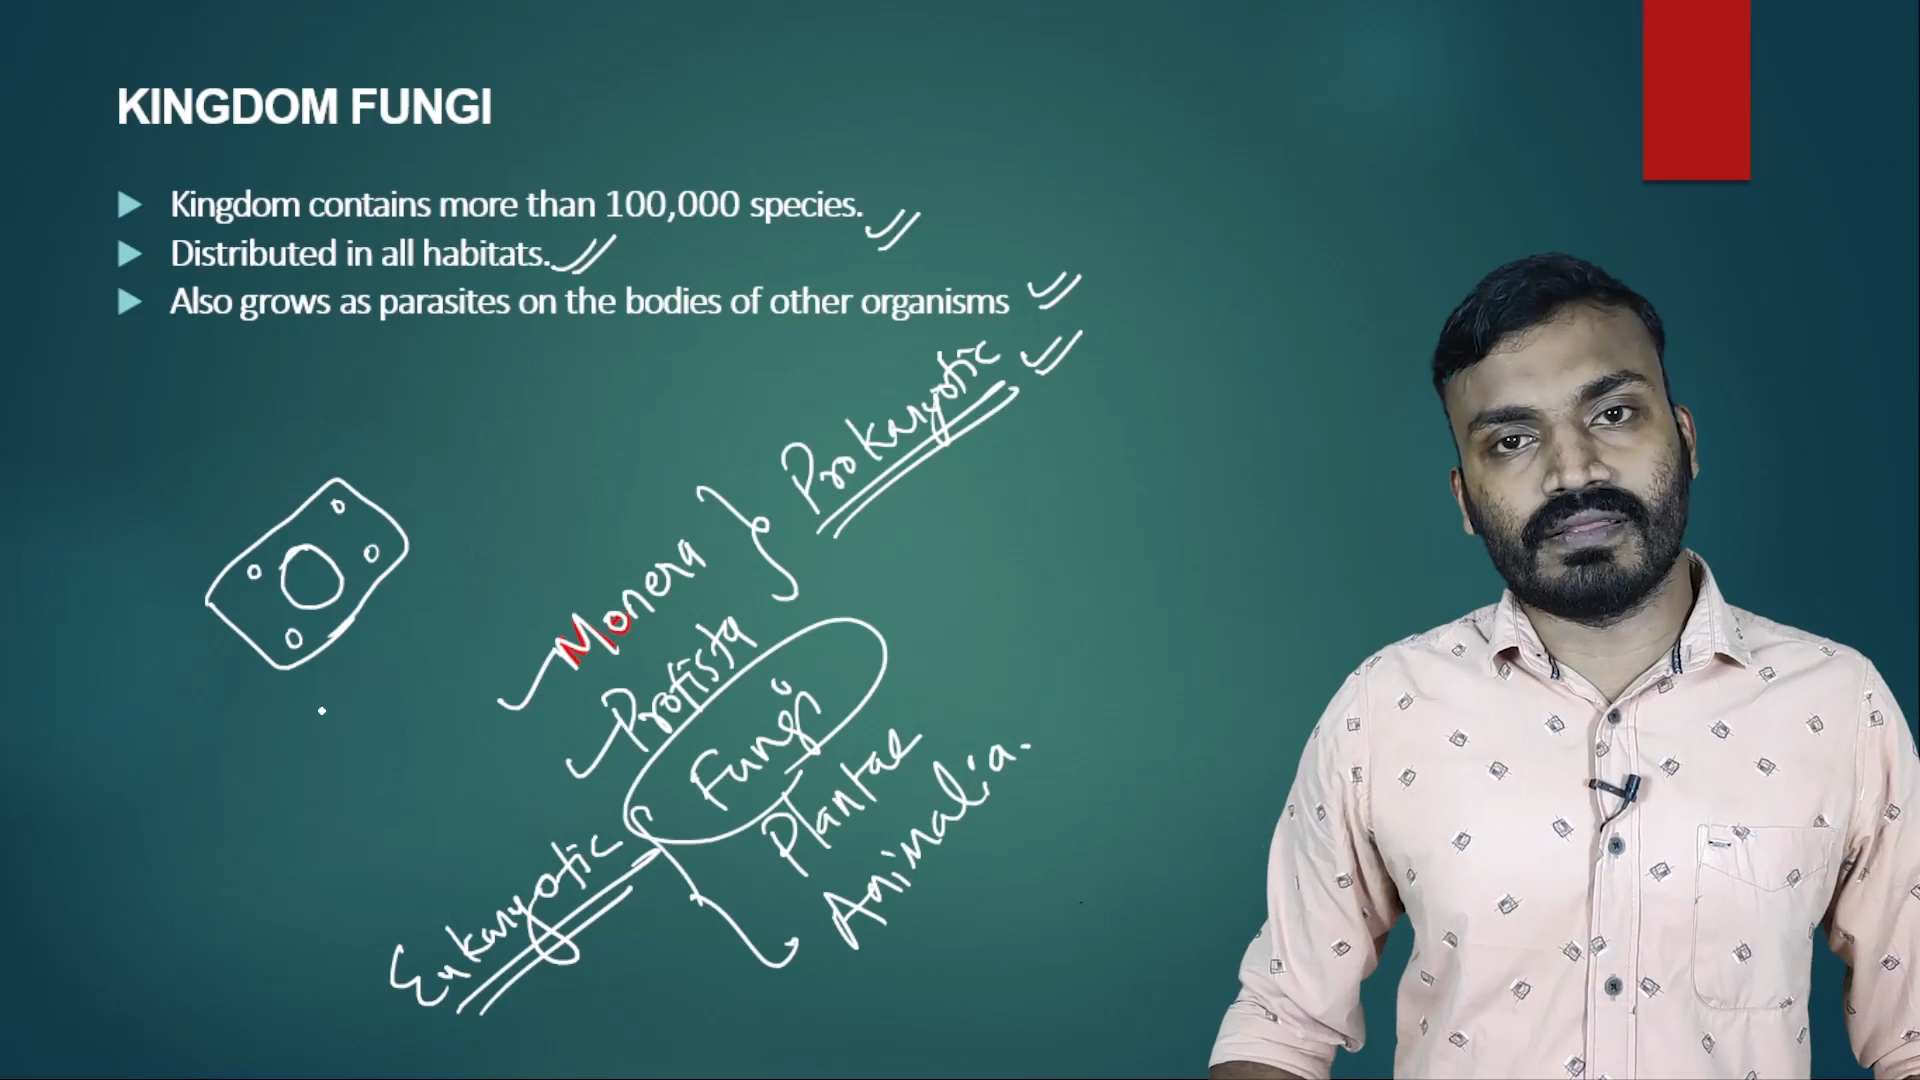 KINGDOM FUNGI
Kingdom contains more than 100,000 species.
Distributed in all habitats.
Also grows as parasites on the bodies of other organisms
Prokaryotic
Monera
Protista
Fungi
Plantae
Animalia.
Eukaryotic